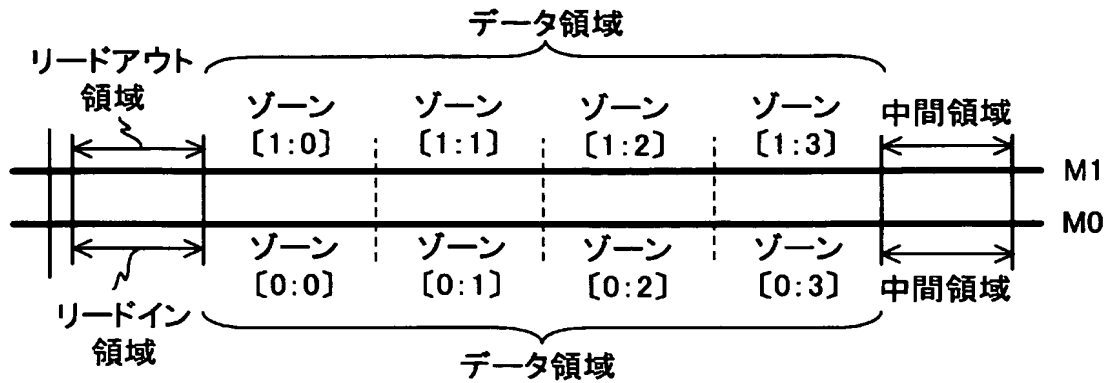 データ領域
リードアウト
領域
ゾーン ゾーン ゾーン ゾーン
〔1:0〕 〔1:1〕 〔1:2〕 〔1:3〕
中間領域
M1
M0
ゾーン ゾーン ゾーン ゾーン
〔0:0〕 〔0:1〕 〔0:2〕 〔0:3〕
中間領域
リードイン
領域
データ領域